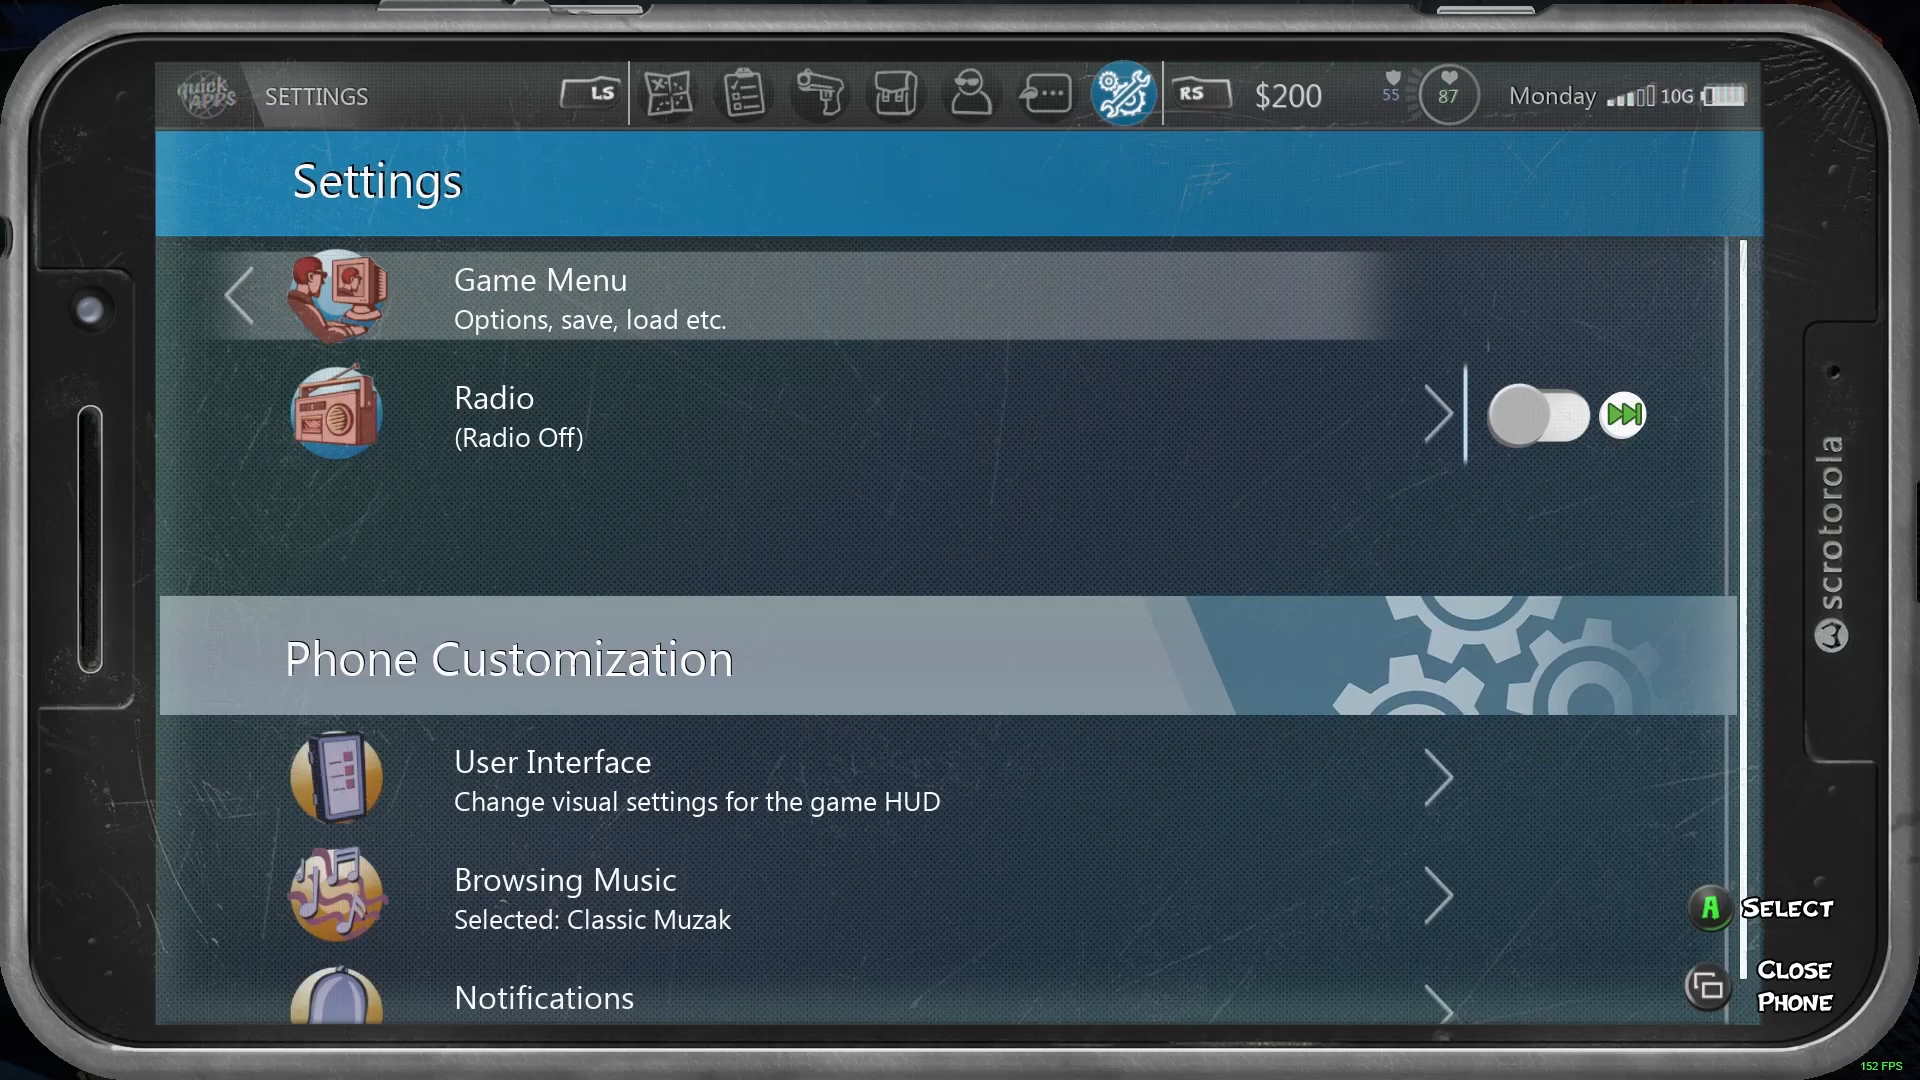 quick APPS
SETTINGS
LS
RS
$200
55
87
Monday
10G
Settings
Game Menu
Options, save, load etc.
Radio
(Radio Off)
Phone Customization
User Interface
Change visual settings for the game HUD
Browsing Music
Selected: Classic Muzak
Notifications
scrotorola
A SELECT
CLOSE
PHONE
152 FPS